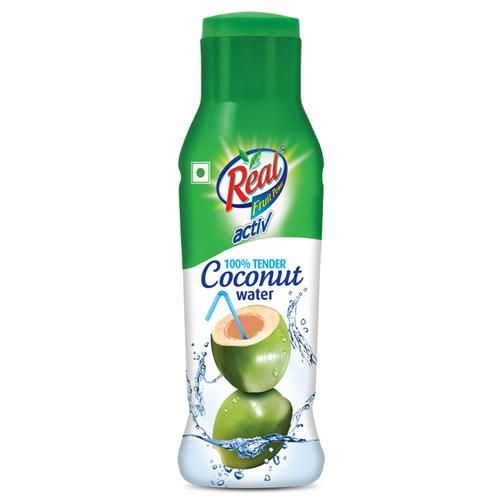 Real
Fruit Power
activ
100% TENDER
Coconut
water